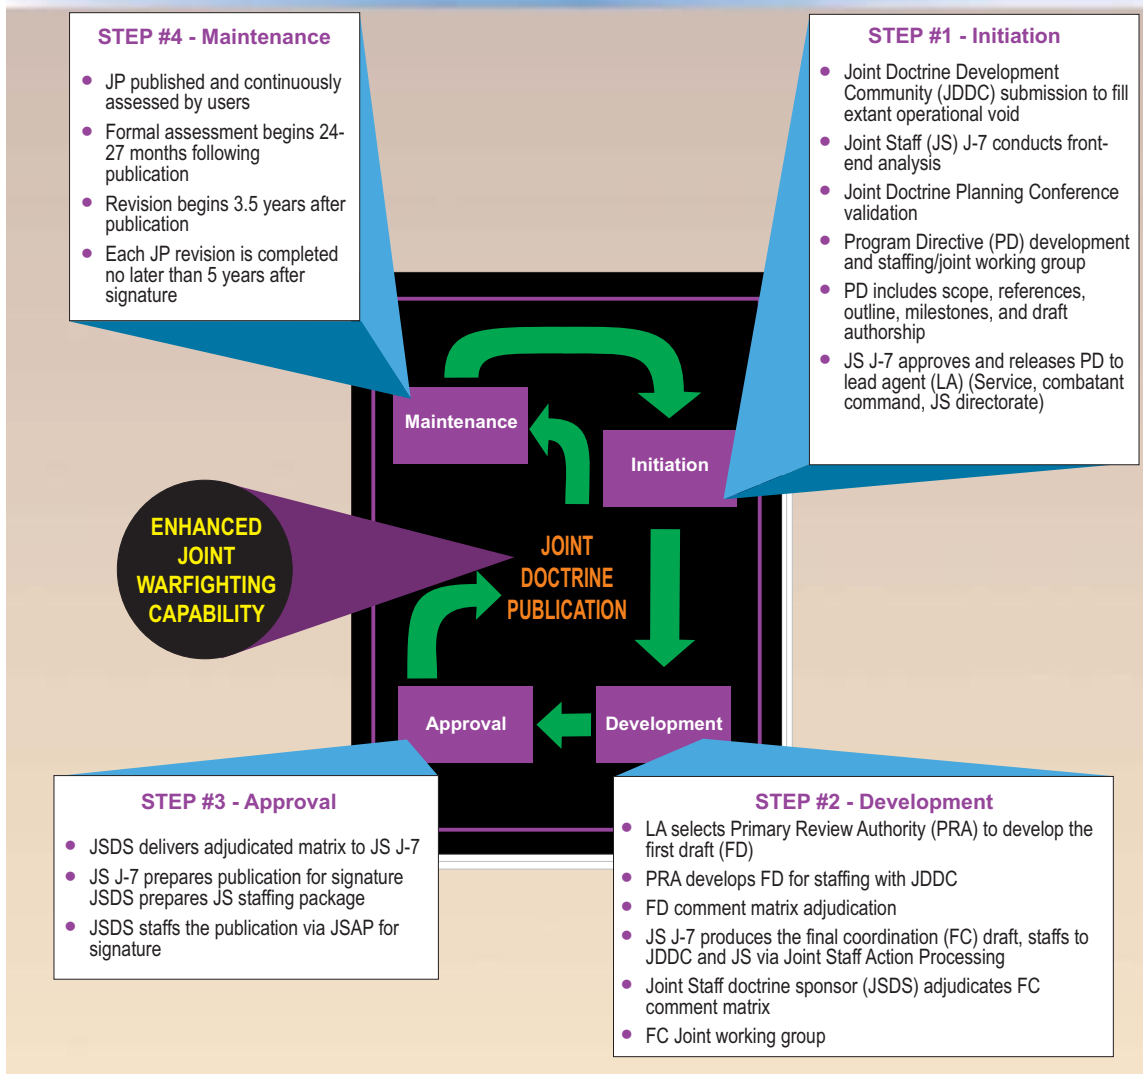 STEP #4 - Maintenance
• JP published and continuously
assessed by users
• Formal assessment begins 24-
27 months following
publication
• Revision begins 3.5 years after
publication
• Each JP revision is completed
no later than 5 years after
signature
STEP #1 - Initiation
• Joint Doctrine Development
Community (JDDC) submission to fill
extant operational void
• Joint Staff (JS) J-7 conducts front-
end analysis
• Joint Doctrine Planning Conference
validation
• Program Directive (PD) development
and staffing/joint working group
• PD includes scope, references,
outline, milestones, and draft
authorship
• JS J-7 approves and releases PD to
lead agent (LA) (Service, combatant
command, JS directorate)
Maintenance
Initiation
ENHANCED
JOINT
WARFIGHTING
CAPABILITY
JOINT
DOCTRINE
PUBLICATION
Approval
Development
STEP #3 - Approval
• JSDS delivers adjudicated matrix to JS J-7
• JS J-7 prepares publication for signature
JSDS prepares JS staffing package
• JSDS staffs the publication via JSAP for
signature
STEP #2 - Development
• LA selects Primary Review Authority (PRA) to develop the
first draft (FD)
• PRA develops FD for staffing with JDDC
• FD comment matrix adjudication
• JS J-7 produces the final coordination (FC) draft, staffs to
JDDC and JS via Joint Staff Action Processing
• Joint Staff doctrine sponsor (JSDS) adjudicates FC
comment matrix
• FC Joint working group